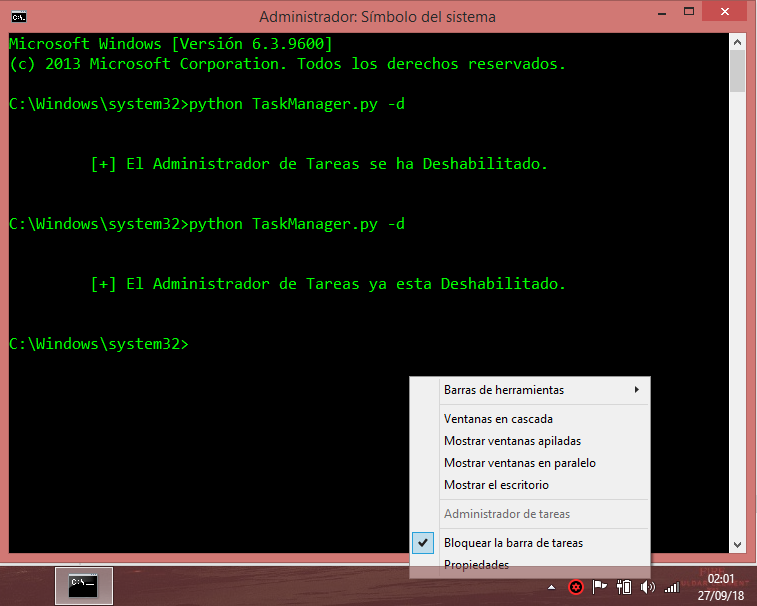 Administrador: Símbolo del sistema
Microsoft Windows [Versión 6.3.9600]
(c) 2013 Microsoft Corporation. Todos los derechos reservados.
C:\Windows\system32>python TaskManager.py -d
[+] El Administrador de Tareas se ha Deshabilitado.
C:\Windows\system32>python TaskManager.py -d
[+] El Administrador de Tareas ya esta Deshabilitado.
C:\Windows\system32>
Barras de herramientas
Ventanas en cascada
Mostrar ventanas apiladas
Mostrar ventanas en paralelo
Mostrar el escritorio
Administrador de tareas
Bloquear la barra de tareas
Propiedades
02:01
27/09/18